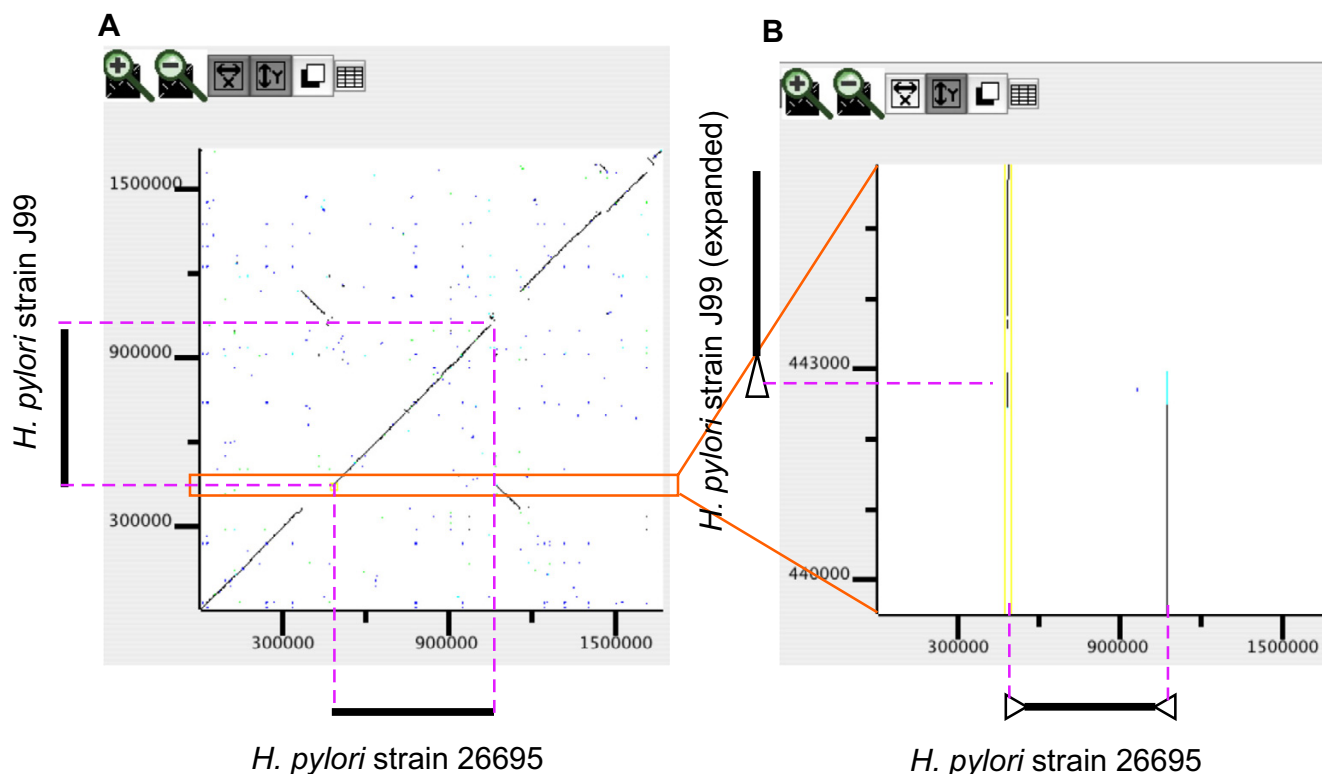 A
B
X
Y
X
Y
H. pylori strain J99
1500000
900000
300000
300000
900000
1500000
H. pylori strain 26695
H. pylori strain J99 (expanded)
443000
440000
300000
900000
1500000
H. pylori strain 26695